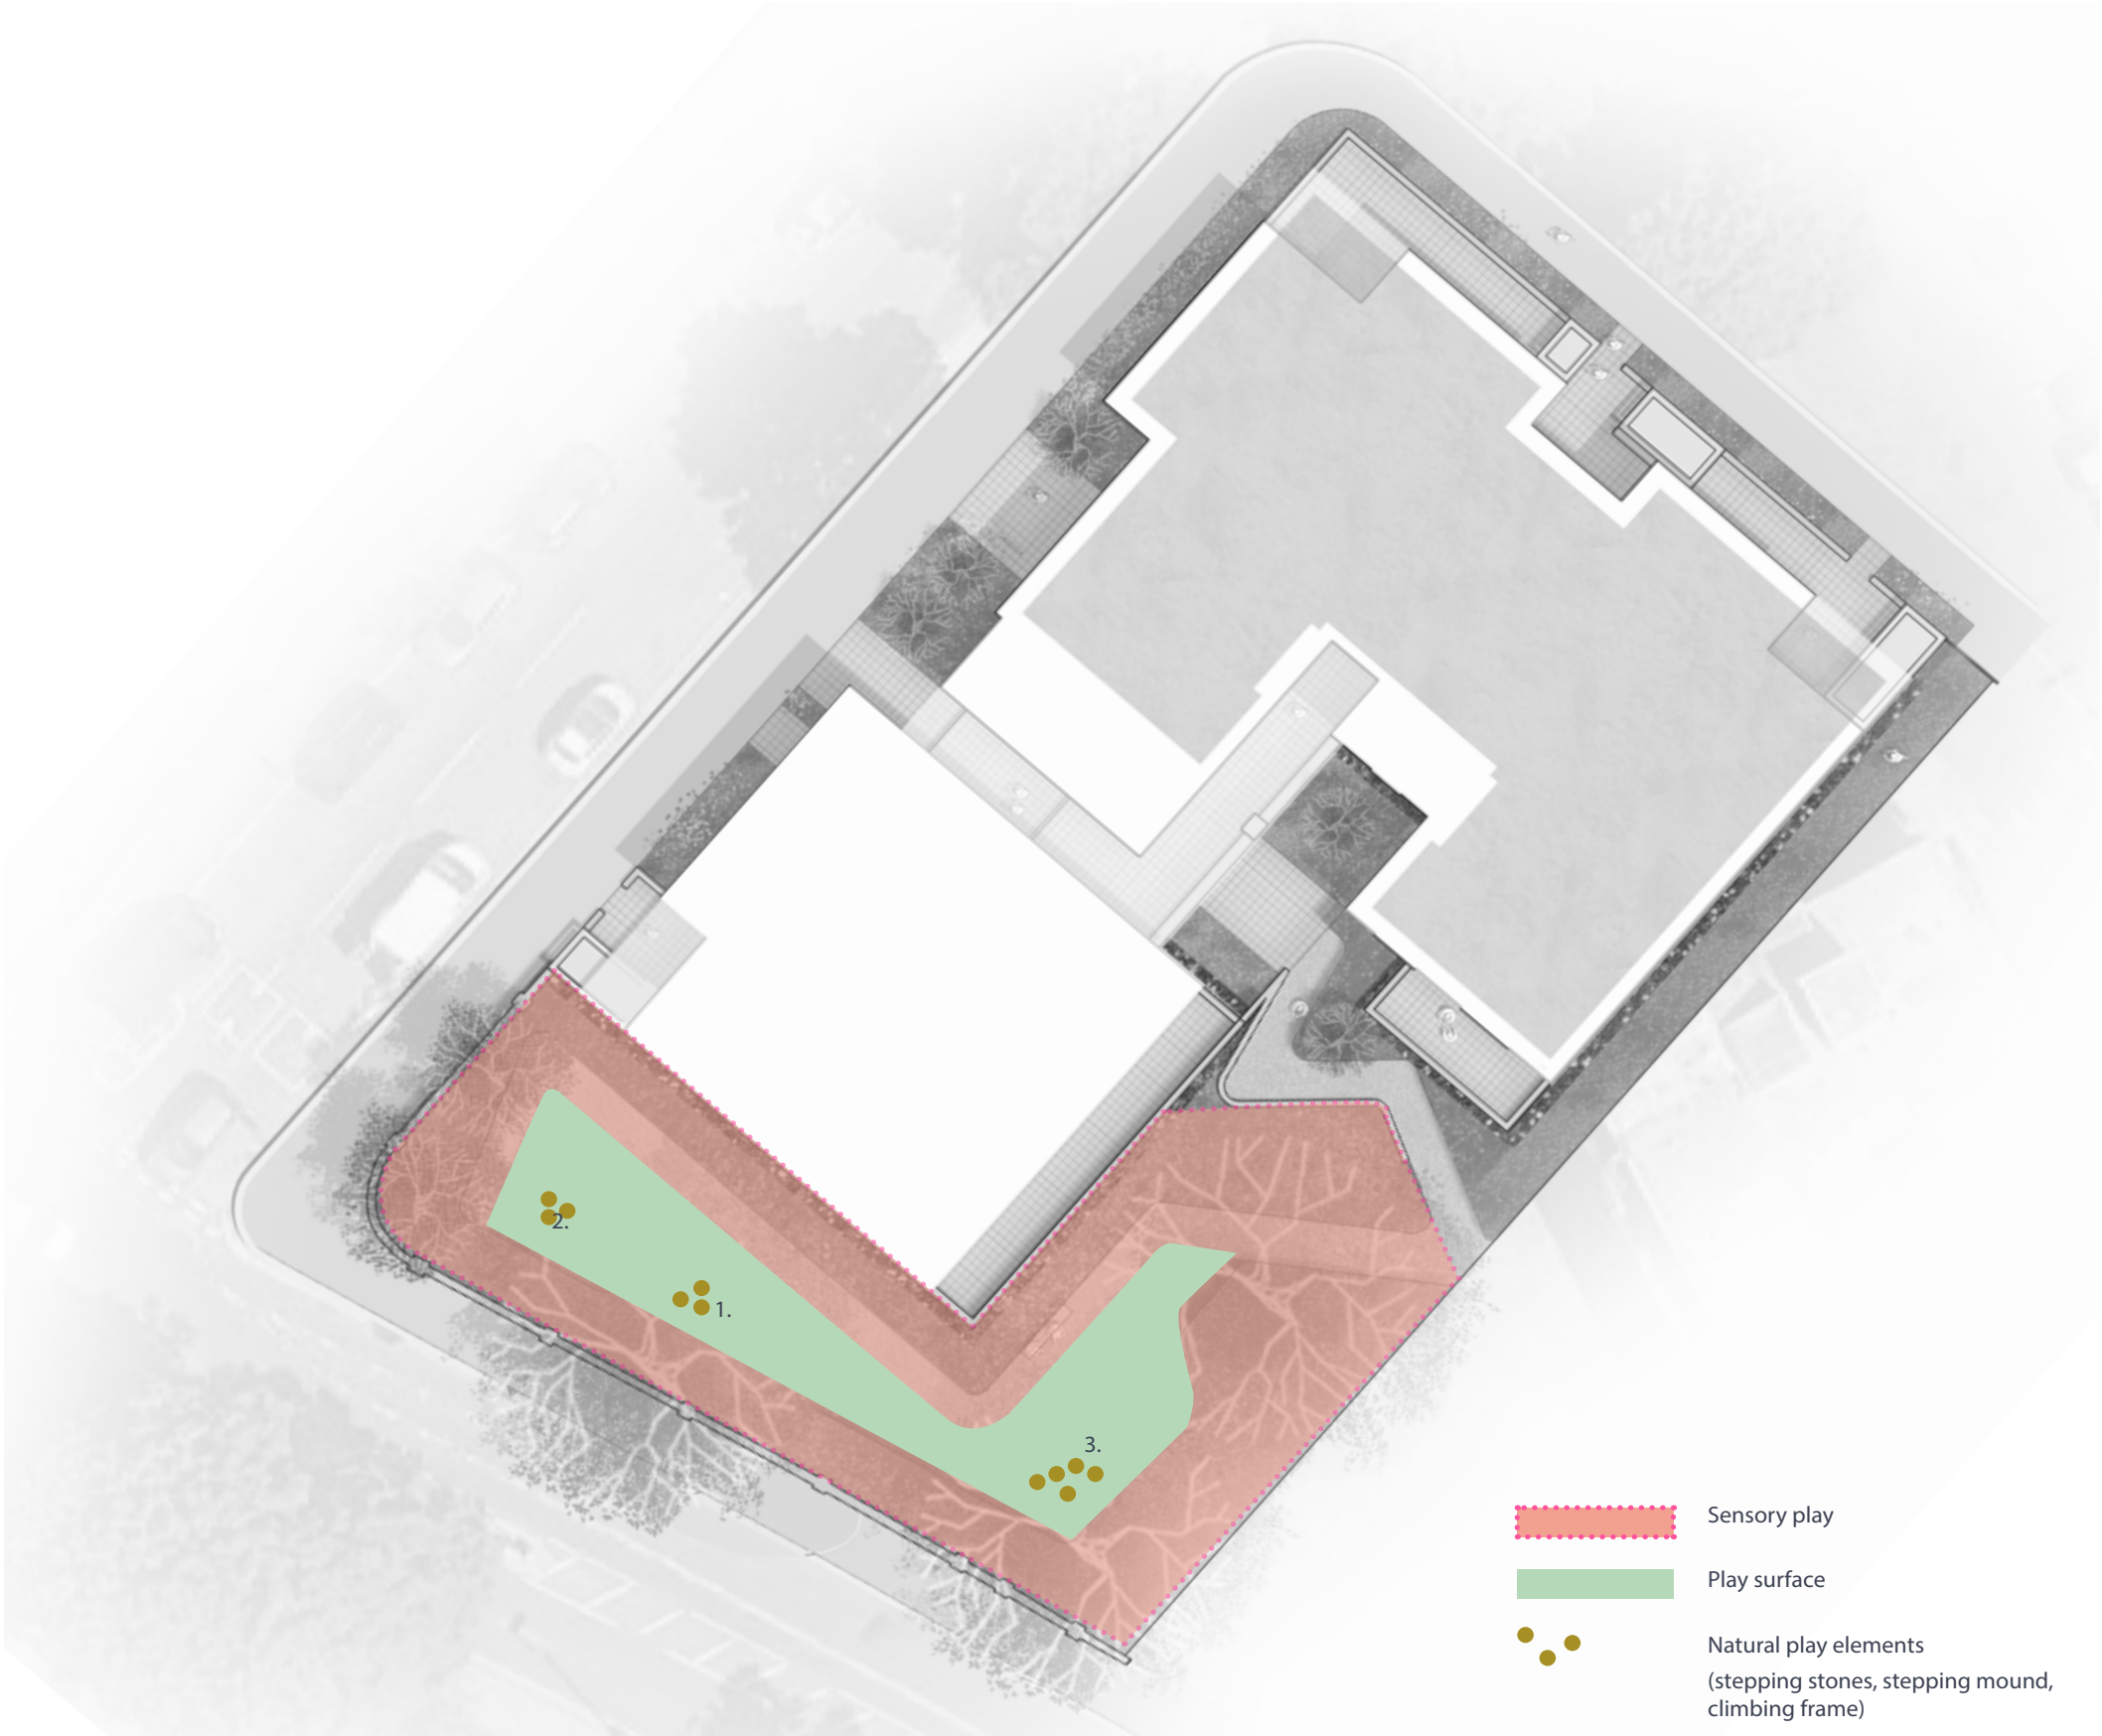 2.
1.
3.
Sensory play
Play surface
Natural play elements
(stepping stones, stepping mound,
climbing frame)